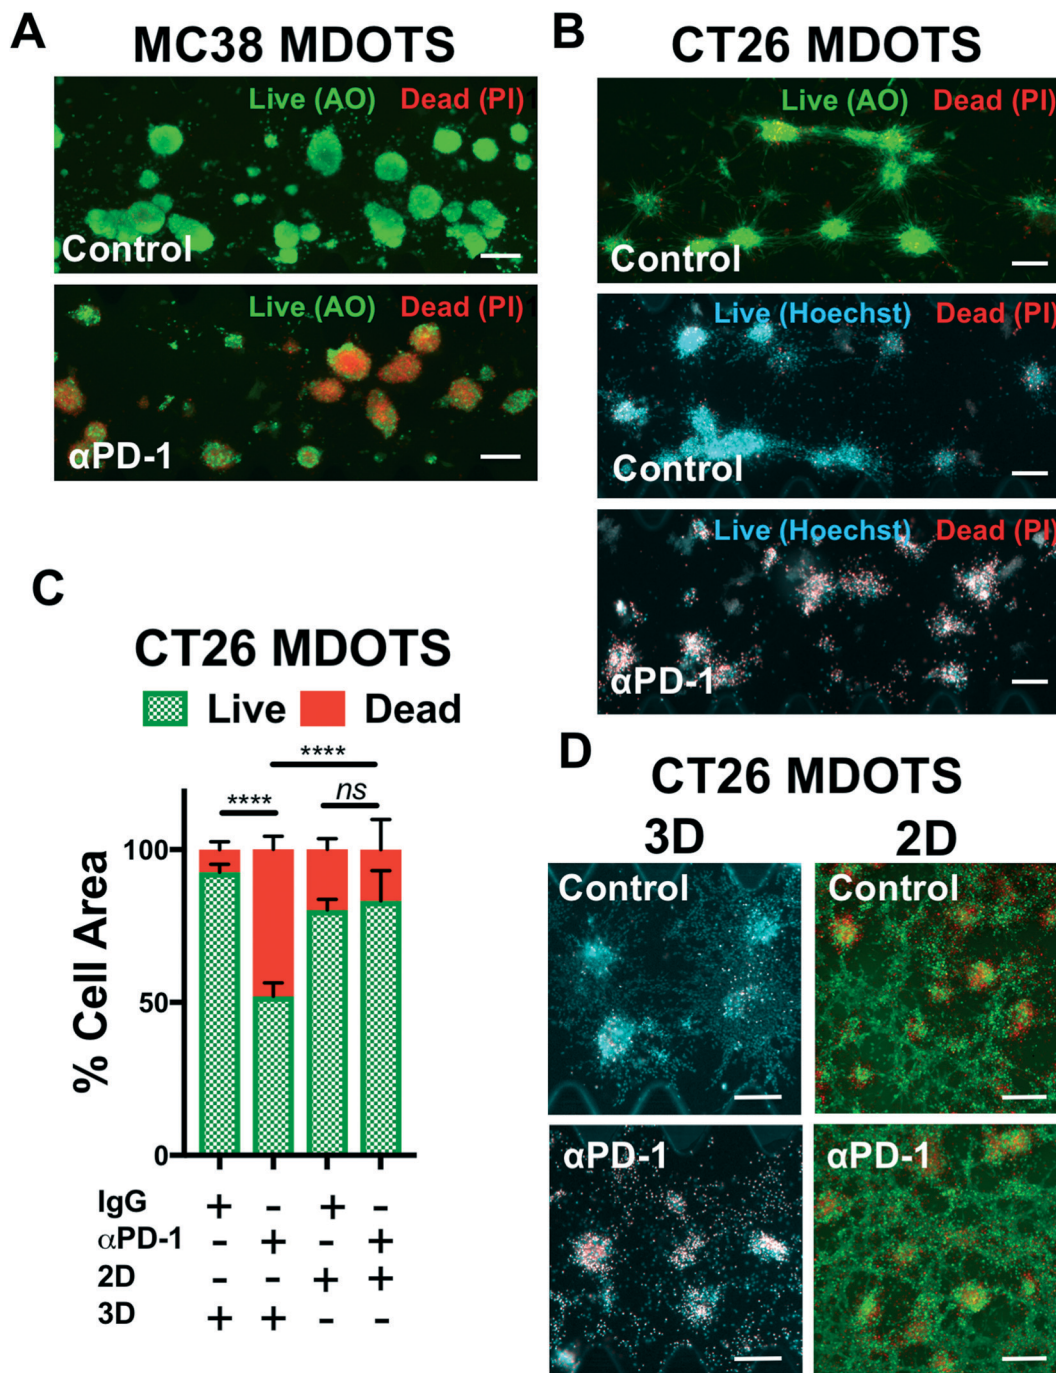 A
MC38 MDOTS
Live (AO) Dead (PI)
Control
Live (AO) Dead (PI)
αPD-1
B
CT26 MDOTS
Live (AO) Dead (PI)
Control
Live (Hoechst) Dead (PI)
Control
Live (Hoechst) Dead (PI)
αPD-1
C
CT26 MDOTS
Live Dead
****
**** ns
% Cell Area
100
50
0
IgG + - + -
αPD-1 - + - +
2D - - + +
3D + + - -
D
CT26 MDOTS
3D 2D
Control Control
αPD-1 αPD-1